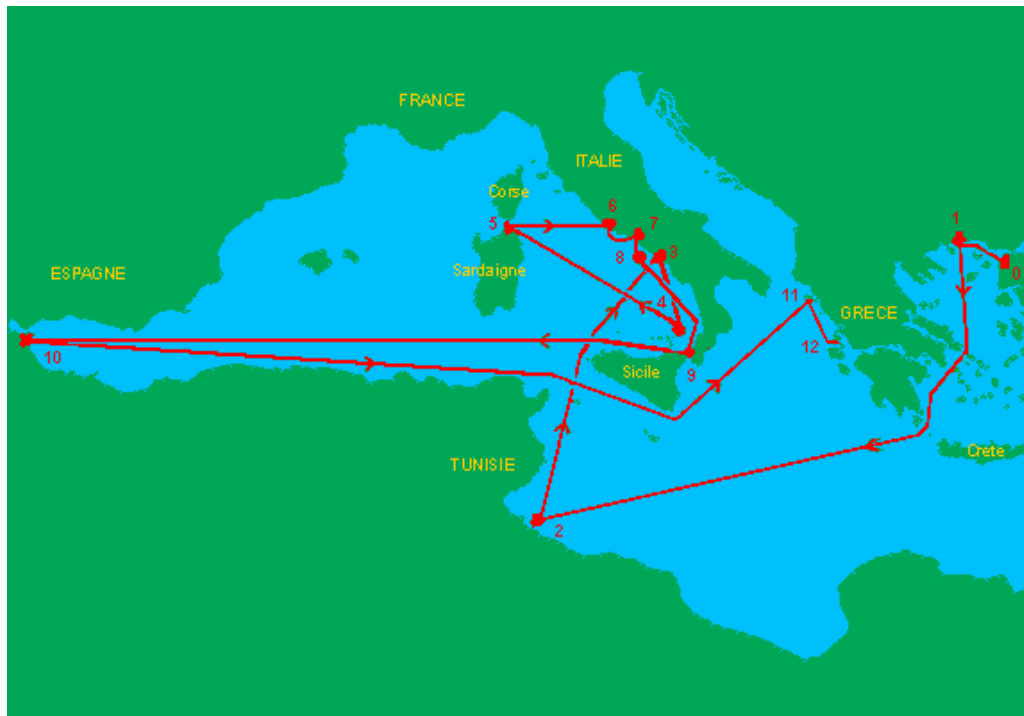 FRANCE
ITALIE
Corse
6
5
7
1
8
3
ESPAGNE
Sardaigne
0
4
11
GRECE
10
12
Sicile
9
TUNISIE
Crete
2